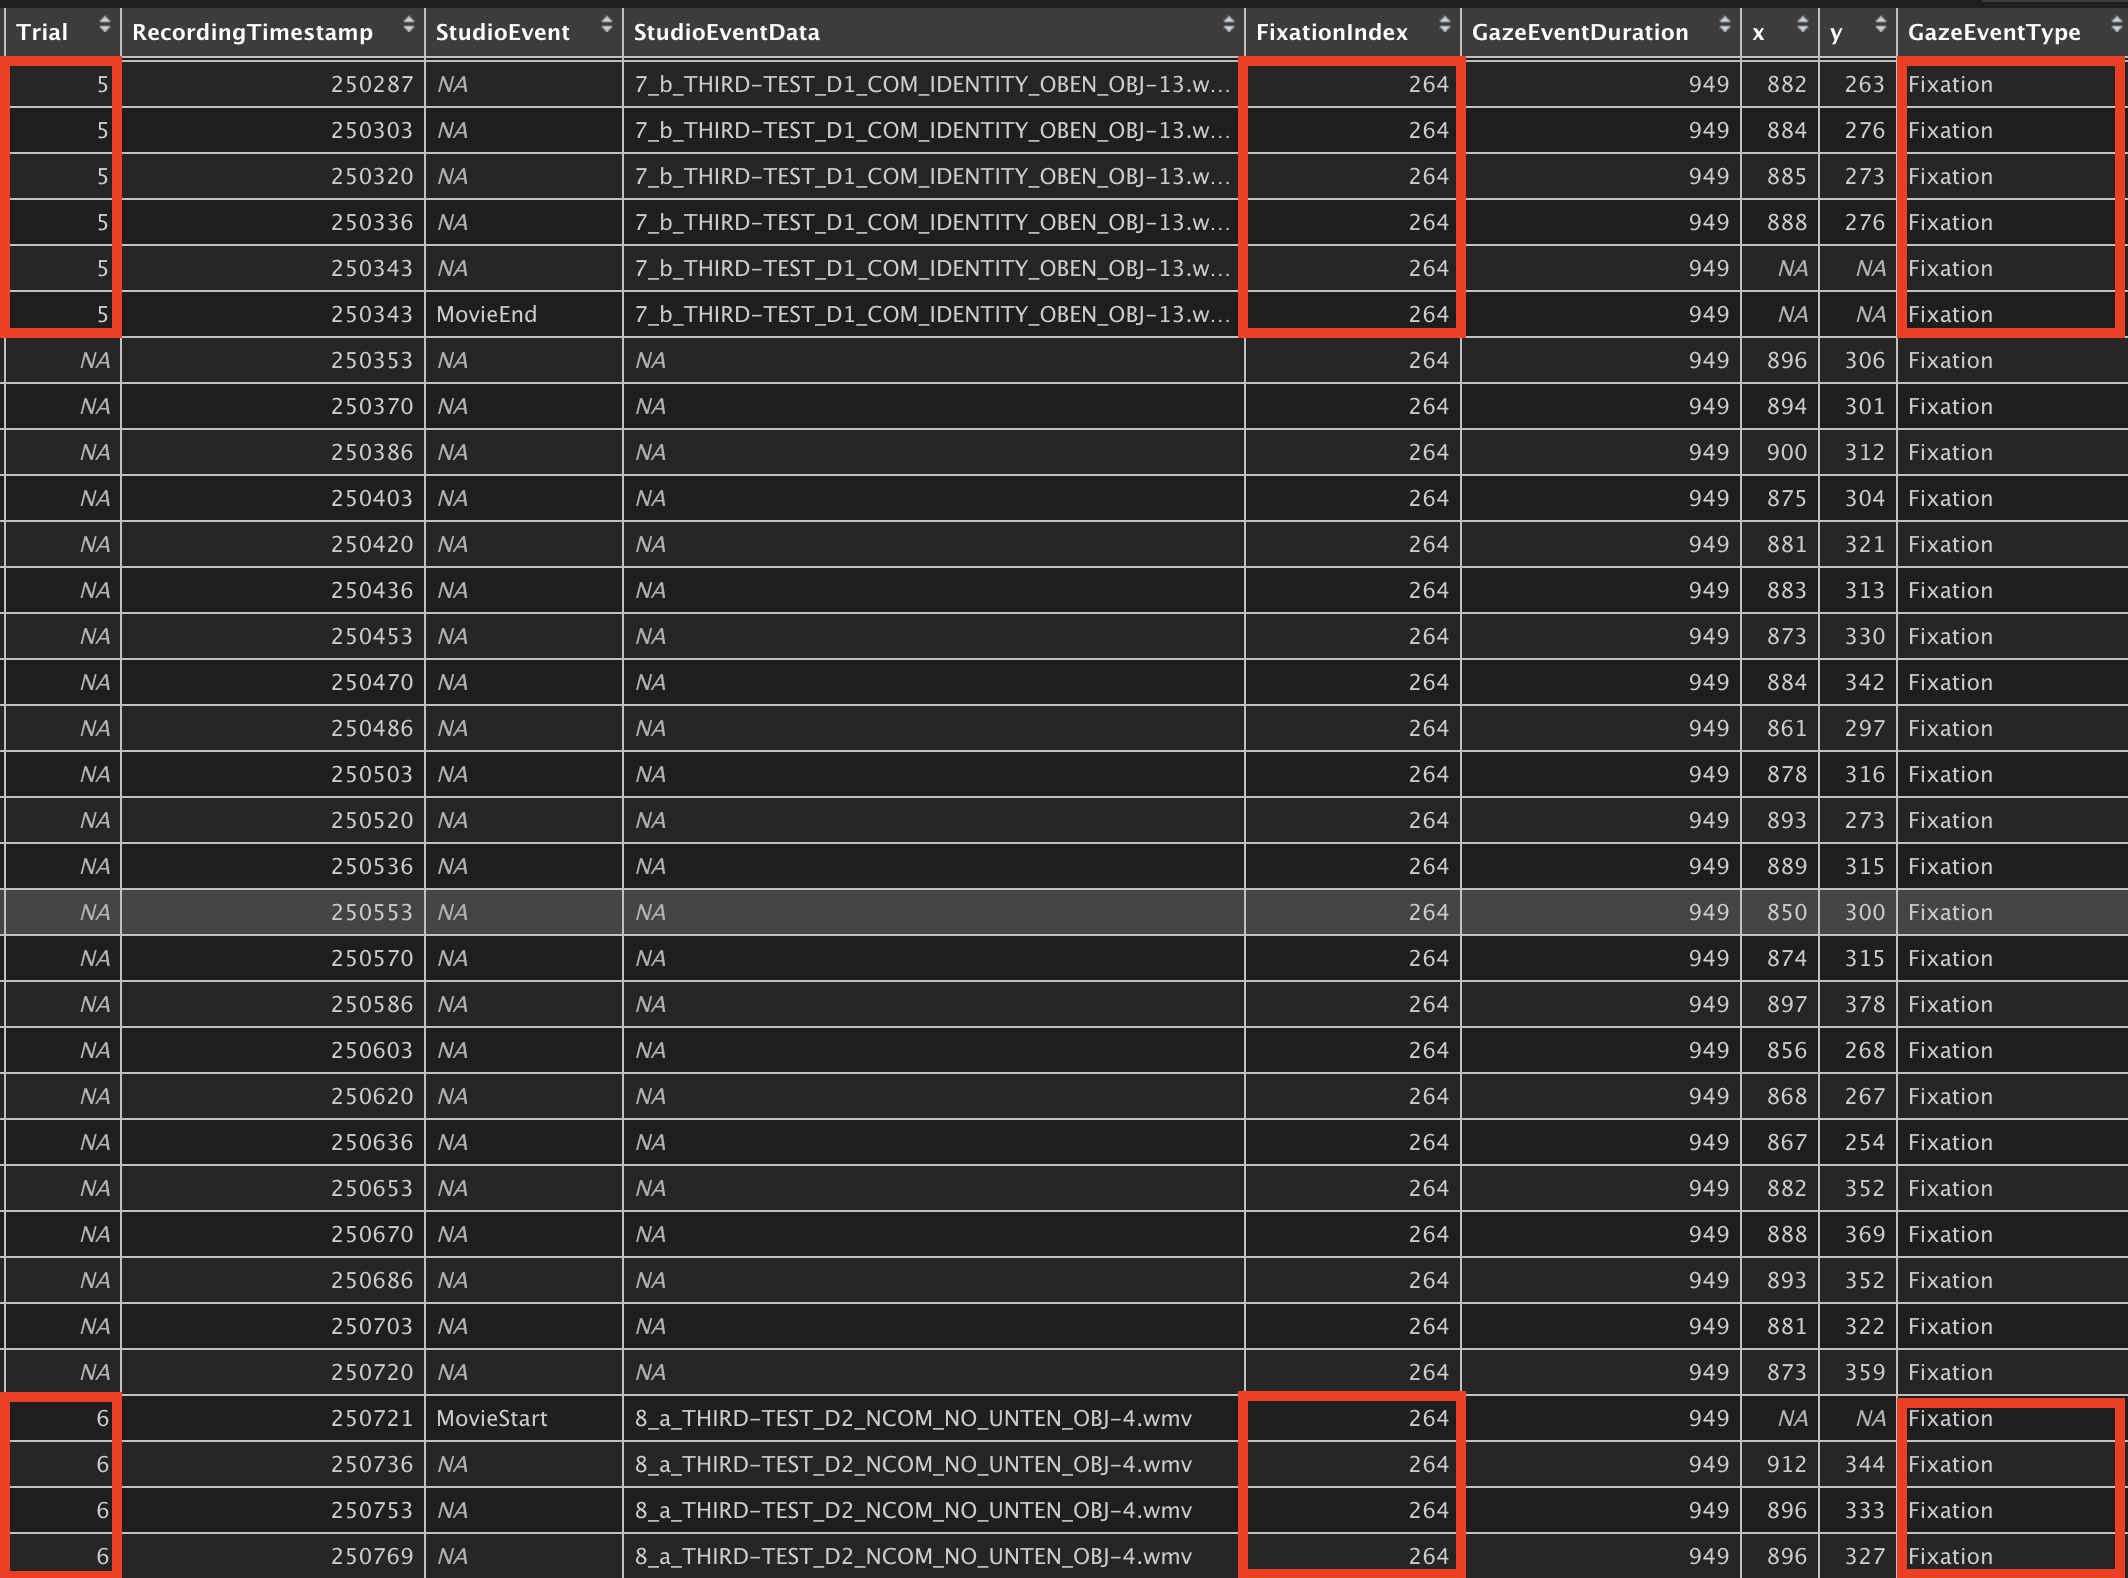 Trial RecordingTimestamp StudioEvent StudioEventData FixationIndex GazeEventDuration x y GazeEventType
5 250287 NA 7_b_THIRD-TEST_D1_COM_IDENTITY_OBEN_OBJ-13.w... 264 949 882 263 Fixation
5 250303 NA 7_b_THIRD-TEST_D1_COM_IDENTITY_OBEN_OBJ-13.w... 264 949 884 276 Fixation
5 250320 NA 7_b_THIRD-TEST_D1_COM_IDENTITY_OBEN_OBJ-13.w... 264 949 885 273 Fixation
5 250336 NA 7_b_THIRD-TEST_D1_COM_IDENTITY_OBEN_OBJ-13.w... 264 949 888 276 Fixation
5 250343 NA 7_b_THIRD-TEST_D1_COM_IDENTITY_OBEN_OBJ-13.w... 264 949 NA NA Fixation
5 250343 MovieEnd 7_b_THIRD-TEST_D1_COM_IDENTITY_OBEN_OBJ-13.w... 264 949 NA NA Fixation
NA 250353 NA NA 264 949 896 306 Fixation
NA 250370 NA NA 264 949 894 301 Fixation
NA 250386 NA NA 264 949 900 312 Fixation
NA 250403 NA NA 264 949 875 304 Fixation
NA 250420 NA NA 264 949 881 321 Fixation
NA 250436 NA NA 264 949 883 313 Fixation
NA 250453 NA NA 264 949 873 330 Fixation
NA 250470 NA NA 264 949 884 342 Fixation
NA 250486 NA NA 264 949 861 297 Fixation
NA 250503 NA NA 264 949 878 316 Fixation
NA 250520 NA NA 264 949 893 273 Fixation
NA 250536 NA NA 264 949 889 315 Fixation
NA 250553 NA NA 264 949 850 300 Fixation
NA 250570 NA NA 264 949 874 315 Fixation
NA 250586 NA NA 264 949 897 378 Fixation
NA 250603 NA NA 264 949 856 268 Fixation
NA 250620 NA NA 264 949 868 267 Fixation
NA 250636 NA NA 264 949 867 254 Fixation
NA 250653 NA NA 264 949 882 352 Fixation
NA 250670 NA NA 264 949 888 369 Fixation
NA 250686 NA NA 264 949 893 352 Fixation
NA 250703 NA NA 264 949 881 322 Fixation
NA 250720 NA NA 264 949 873 359 Fixation
6 250721 MovieStart 8_a_THIRD-TEST_D2_NCOM_NO_UNTEN_OBJ-4.wmv 264 949 NA NA Fixation
6 250736 NA 8_a_THIRD-TEST_D2_NCOM_NO_UNTEN_OBJ-4.wmv 264 949 912 344 Fixation
6 250753 NA 8_a_THIRD-TEST_D2_NCOM_NO_UNTEN_OBJ-4.wmv 264 949 896 333 Fixation
6 250769 NA 8_a_THIRD-TEST_D2_NCOM_NO_UNTEN_OBJ-4.wmv 264 949 896 327 Fixation